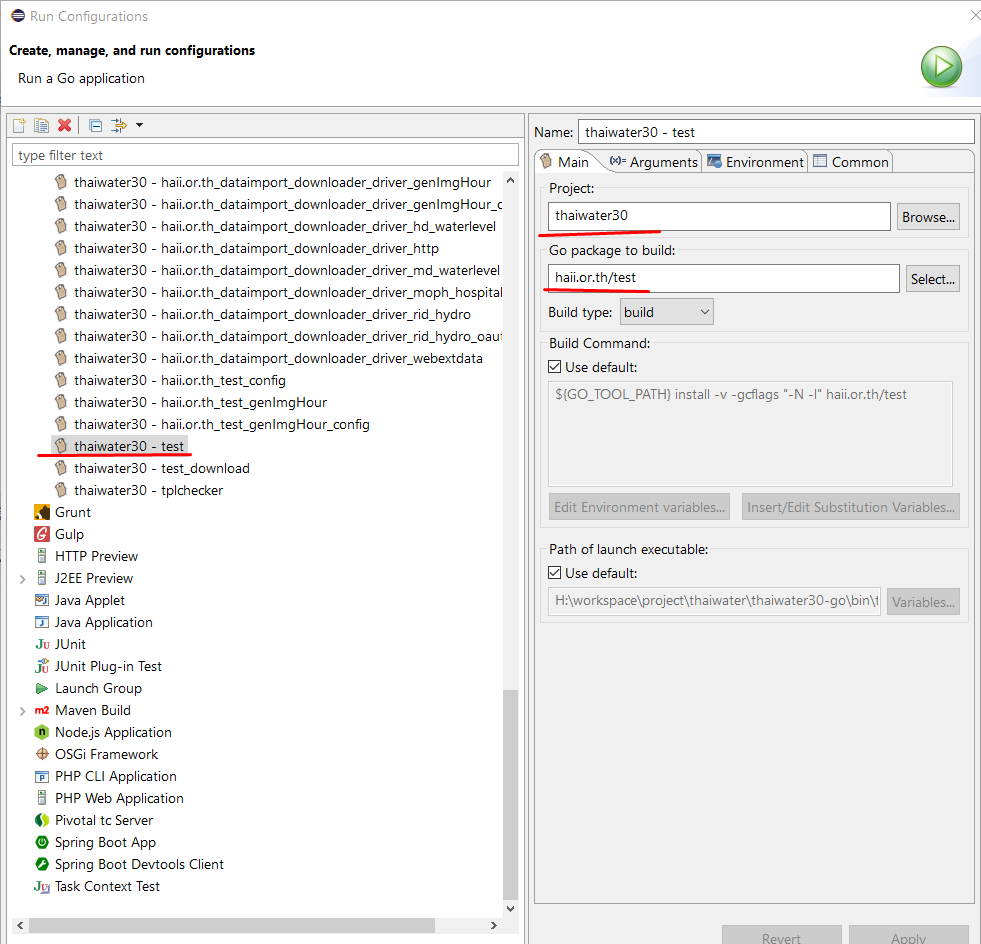 Run Configurations
Create, manage, and run configurations
Run a Go application
type filter text
thaiwater30 - haii.or.th_dataimport_downloader_driver_genImgHour
thaiwater30 - haii.or.th_dataimport_downloader_driver_genImgHour_c
thaiwater30 - haii.or.th_dataimport_downloader_driver_hd_waterlevel
thaiwater30 - haii.or.th_dataimport_downloader_driver_http
thaiwater30 - haii.or.th_dataimport_downloader_driver_md_waterlevel
thaiwater30 - haii.or.th_dataimport_downloader_driver_moph_hospital
thaiwater30 - haii.or.th_dataimport_downloader_driver_rid_hydro
thaiwater30 - haii.or.th_dataimport_downloader_driver_rid_hydro_oaut
thaiwater30 - haii.or.th_dataimport_downloader_driver_webextdata
thaiwater30 - haii.or.th_test_config
thaiwater30 - haii.or.th_test_genImgHour
thaiwater30 - haii.or.th_test_genImgHour_config
thaiwater30 - test
thaiwater30 - test_download
thaiwater30 - tplchecker
Grunt
Gulp
HTTP Preview
J2EE Preview
Java Applet
Java Application
JUnit
JUnit Plug-in Test
Launch Group
Maven Build
Node.js Application
OSGi Framework
PHP CLI Application
PHP Web Application
Pivotal tc Server
Spring Boot App
Spring Boot Devtools Client
Task Context Test
Name: thaiwater30 - test
Main (x)= Arguments Environment Common
Project:
thaiwater30 Browse...
Go package to build:
haii.or.th/test Select...
Build type: build
Build Command:
Use default:
${GO_TOOL_PATH} install -v -gcflags "-N -l" haii.or.th/test
Edit Environment variables... Insert/Edit Substitution Variables...
Path of launch executable:
Use default:
H:\workspace\project\thaiwater\thaiwater30-go\bin\t Variables...
Revert Apply